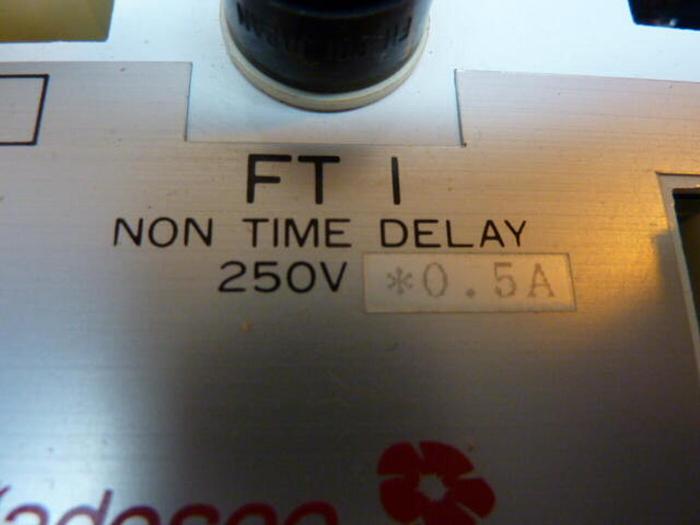 FT 1
NON TIME DELAY
250V *0.5A